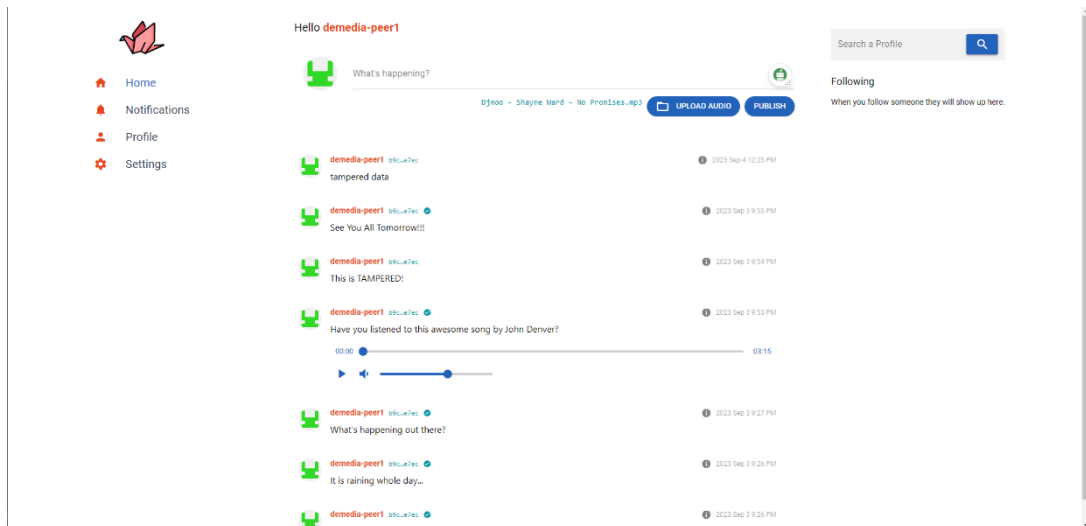 Hello demedia-peer1
Home
Notifications
Profile
Settings
What's happening?
Djmoo - Shayne Ward - No Promises.mp3 UPLOAD AUDIO PUBLISH
demedia-peer1 b9c…e7ec 2023 Sep 4 12:25 PM
tampered data
demedia-peer1 b9c…e7ec 2023 Sep 3 9:55 PM
See You All Tomorrow!!!
demedia-peer1 b9c…e7ec 2023 Sep 3 9:54 PM
This is TAMPERED!
demedia-peer1 b9c…e7ec 2023 Sep 3 9:33 PM
Have you listened to this awesome song by John Denver?
00:00 03:15
demedia-peer1 b9c…e7ec 2023 Sep 3 9:27 PM
What's happening out there?
demedia-peer1 b9c…e7ec 2023 Sep 3 9:26 PM
It is raining whole day...
demedia-peer1 b9c…e7ec 2023 Sep 3 9:26 PM
Search a Profile
Following
When you follow someone they will show up here.